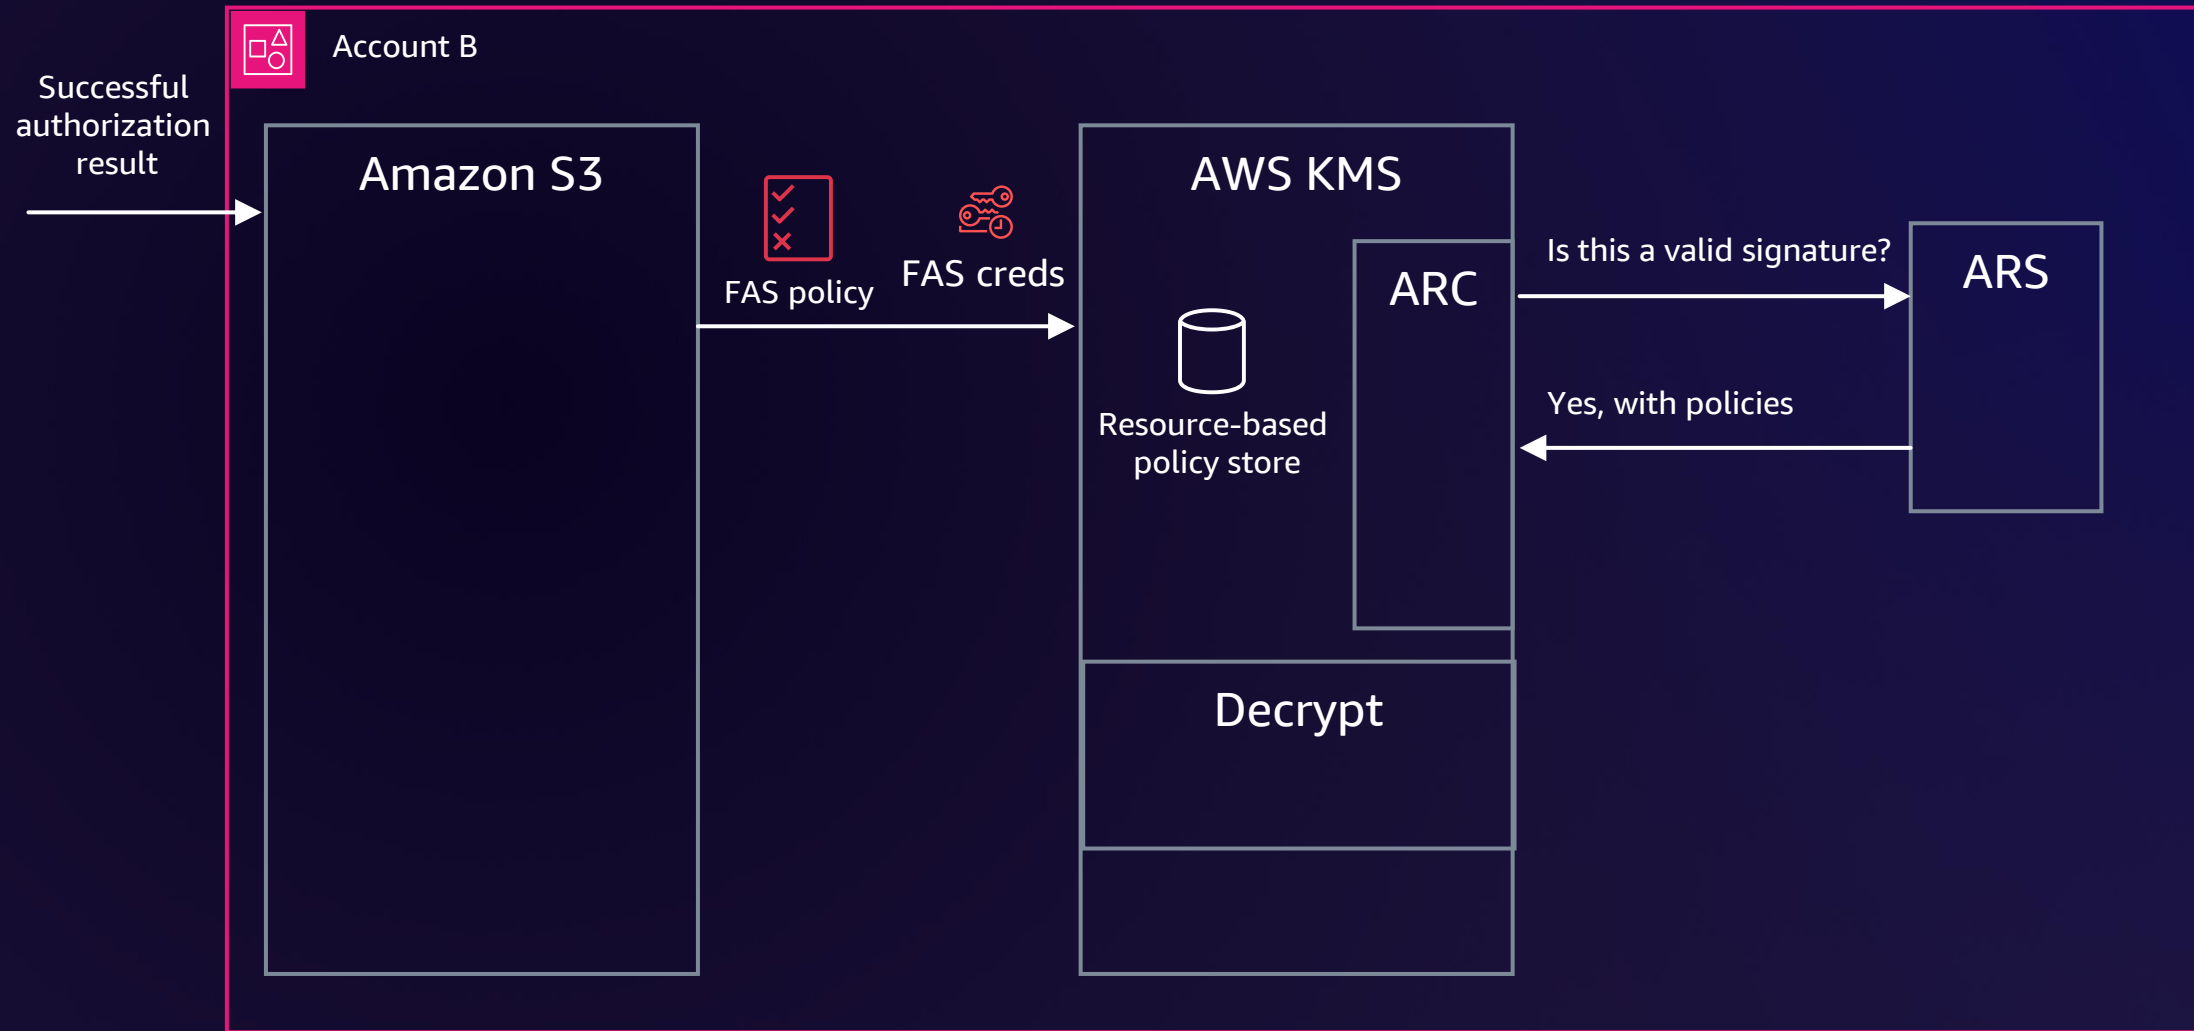 Account B
Successful
authorization
result
Amazon S3
FAS policy
FAS creds
AWS KMS
Resource-based
policy store
ARC
Is this a valid signature?
Yes, with policies
ARS
Decrypt